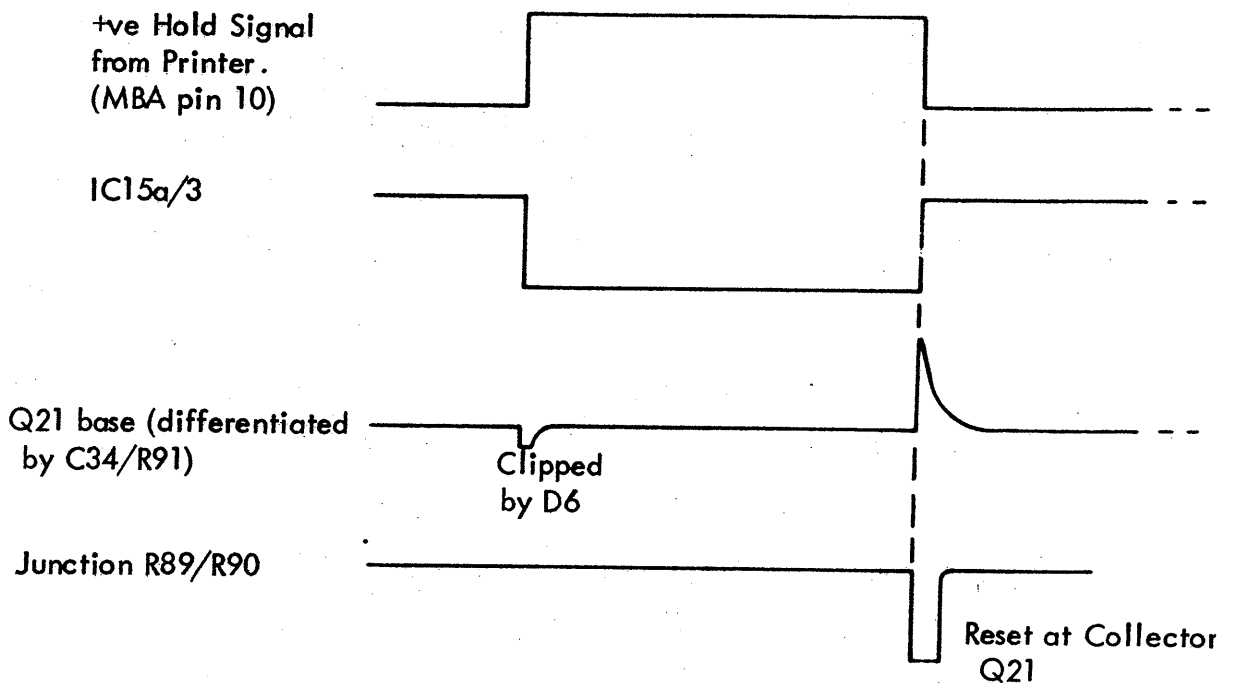 +ve Hold Signal
from Printer.
(MBA pin 10)
IC15a/3
Q21 base (differentiated
by C34/R91)
Clipped
by D6
Junction R89/R90
Reset at Collector
Q21